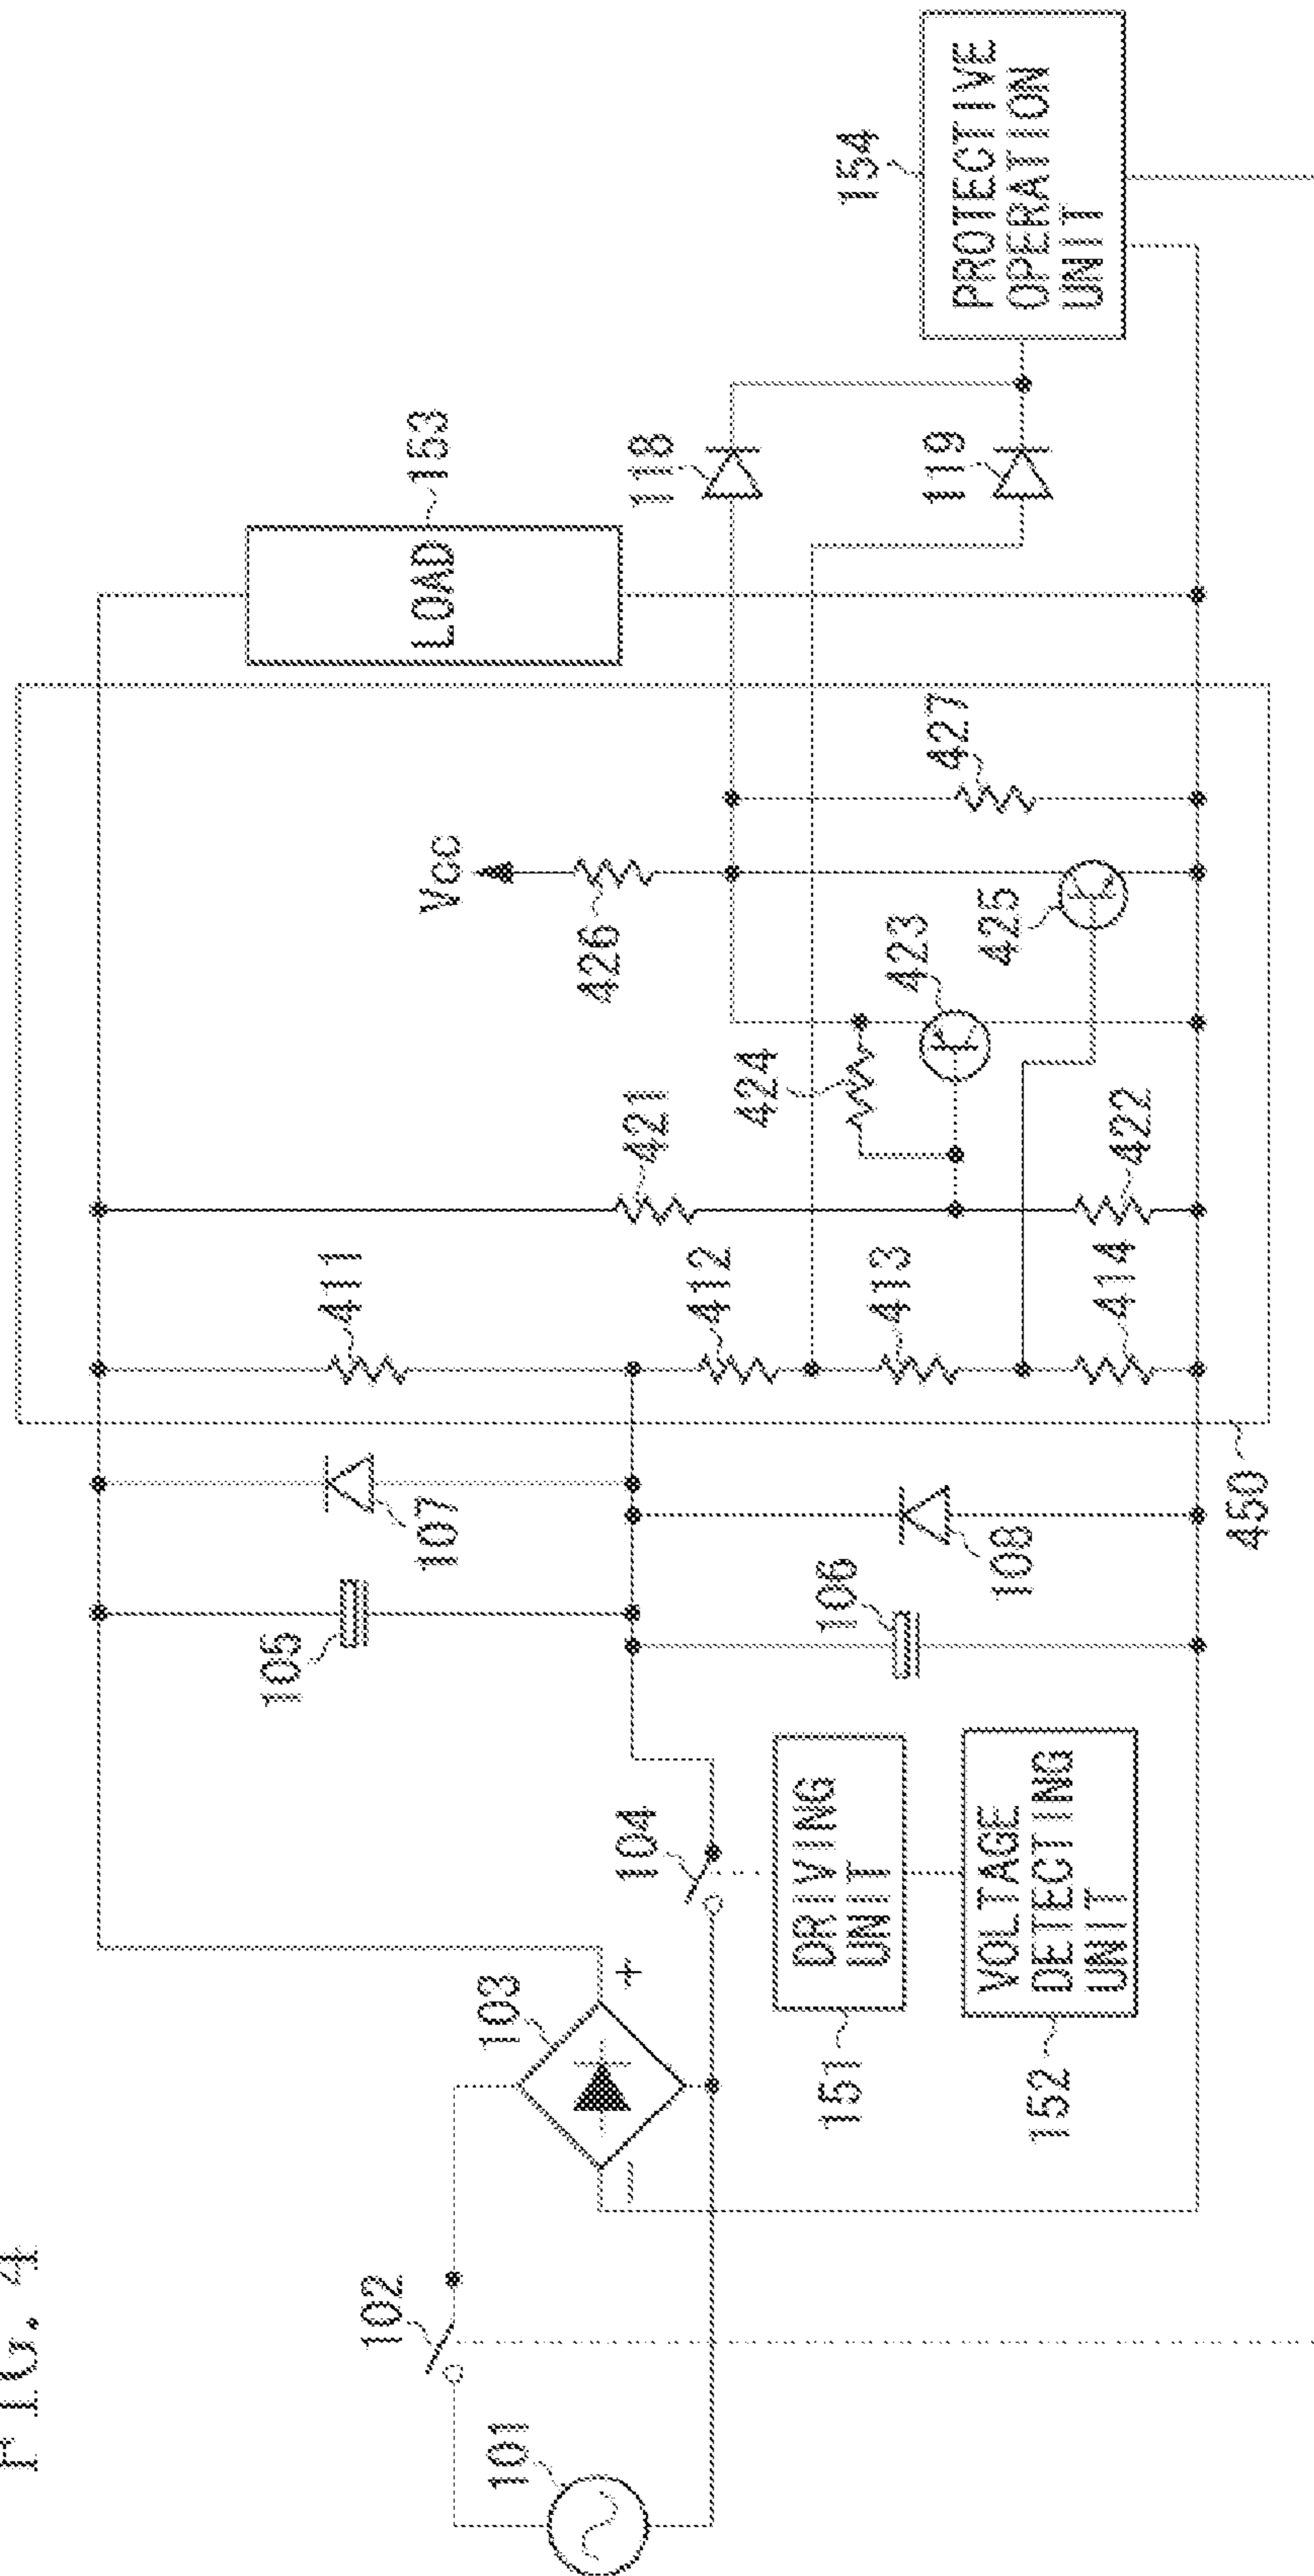 FIG. 4
101
102
103
+
−
104
DRIVING
UNIT
151
VOLTAGE
DETECTING
UNIT
152
105
106
107
108
450
411
412
413
414
421
422
424
423
425
Vcc
426
427
LOAD
153
118
119
154
PROTECTIVE
OPERATION
UNIT